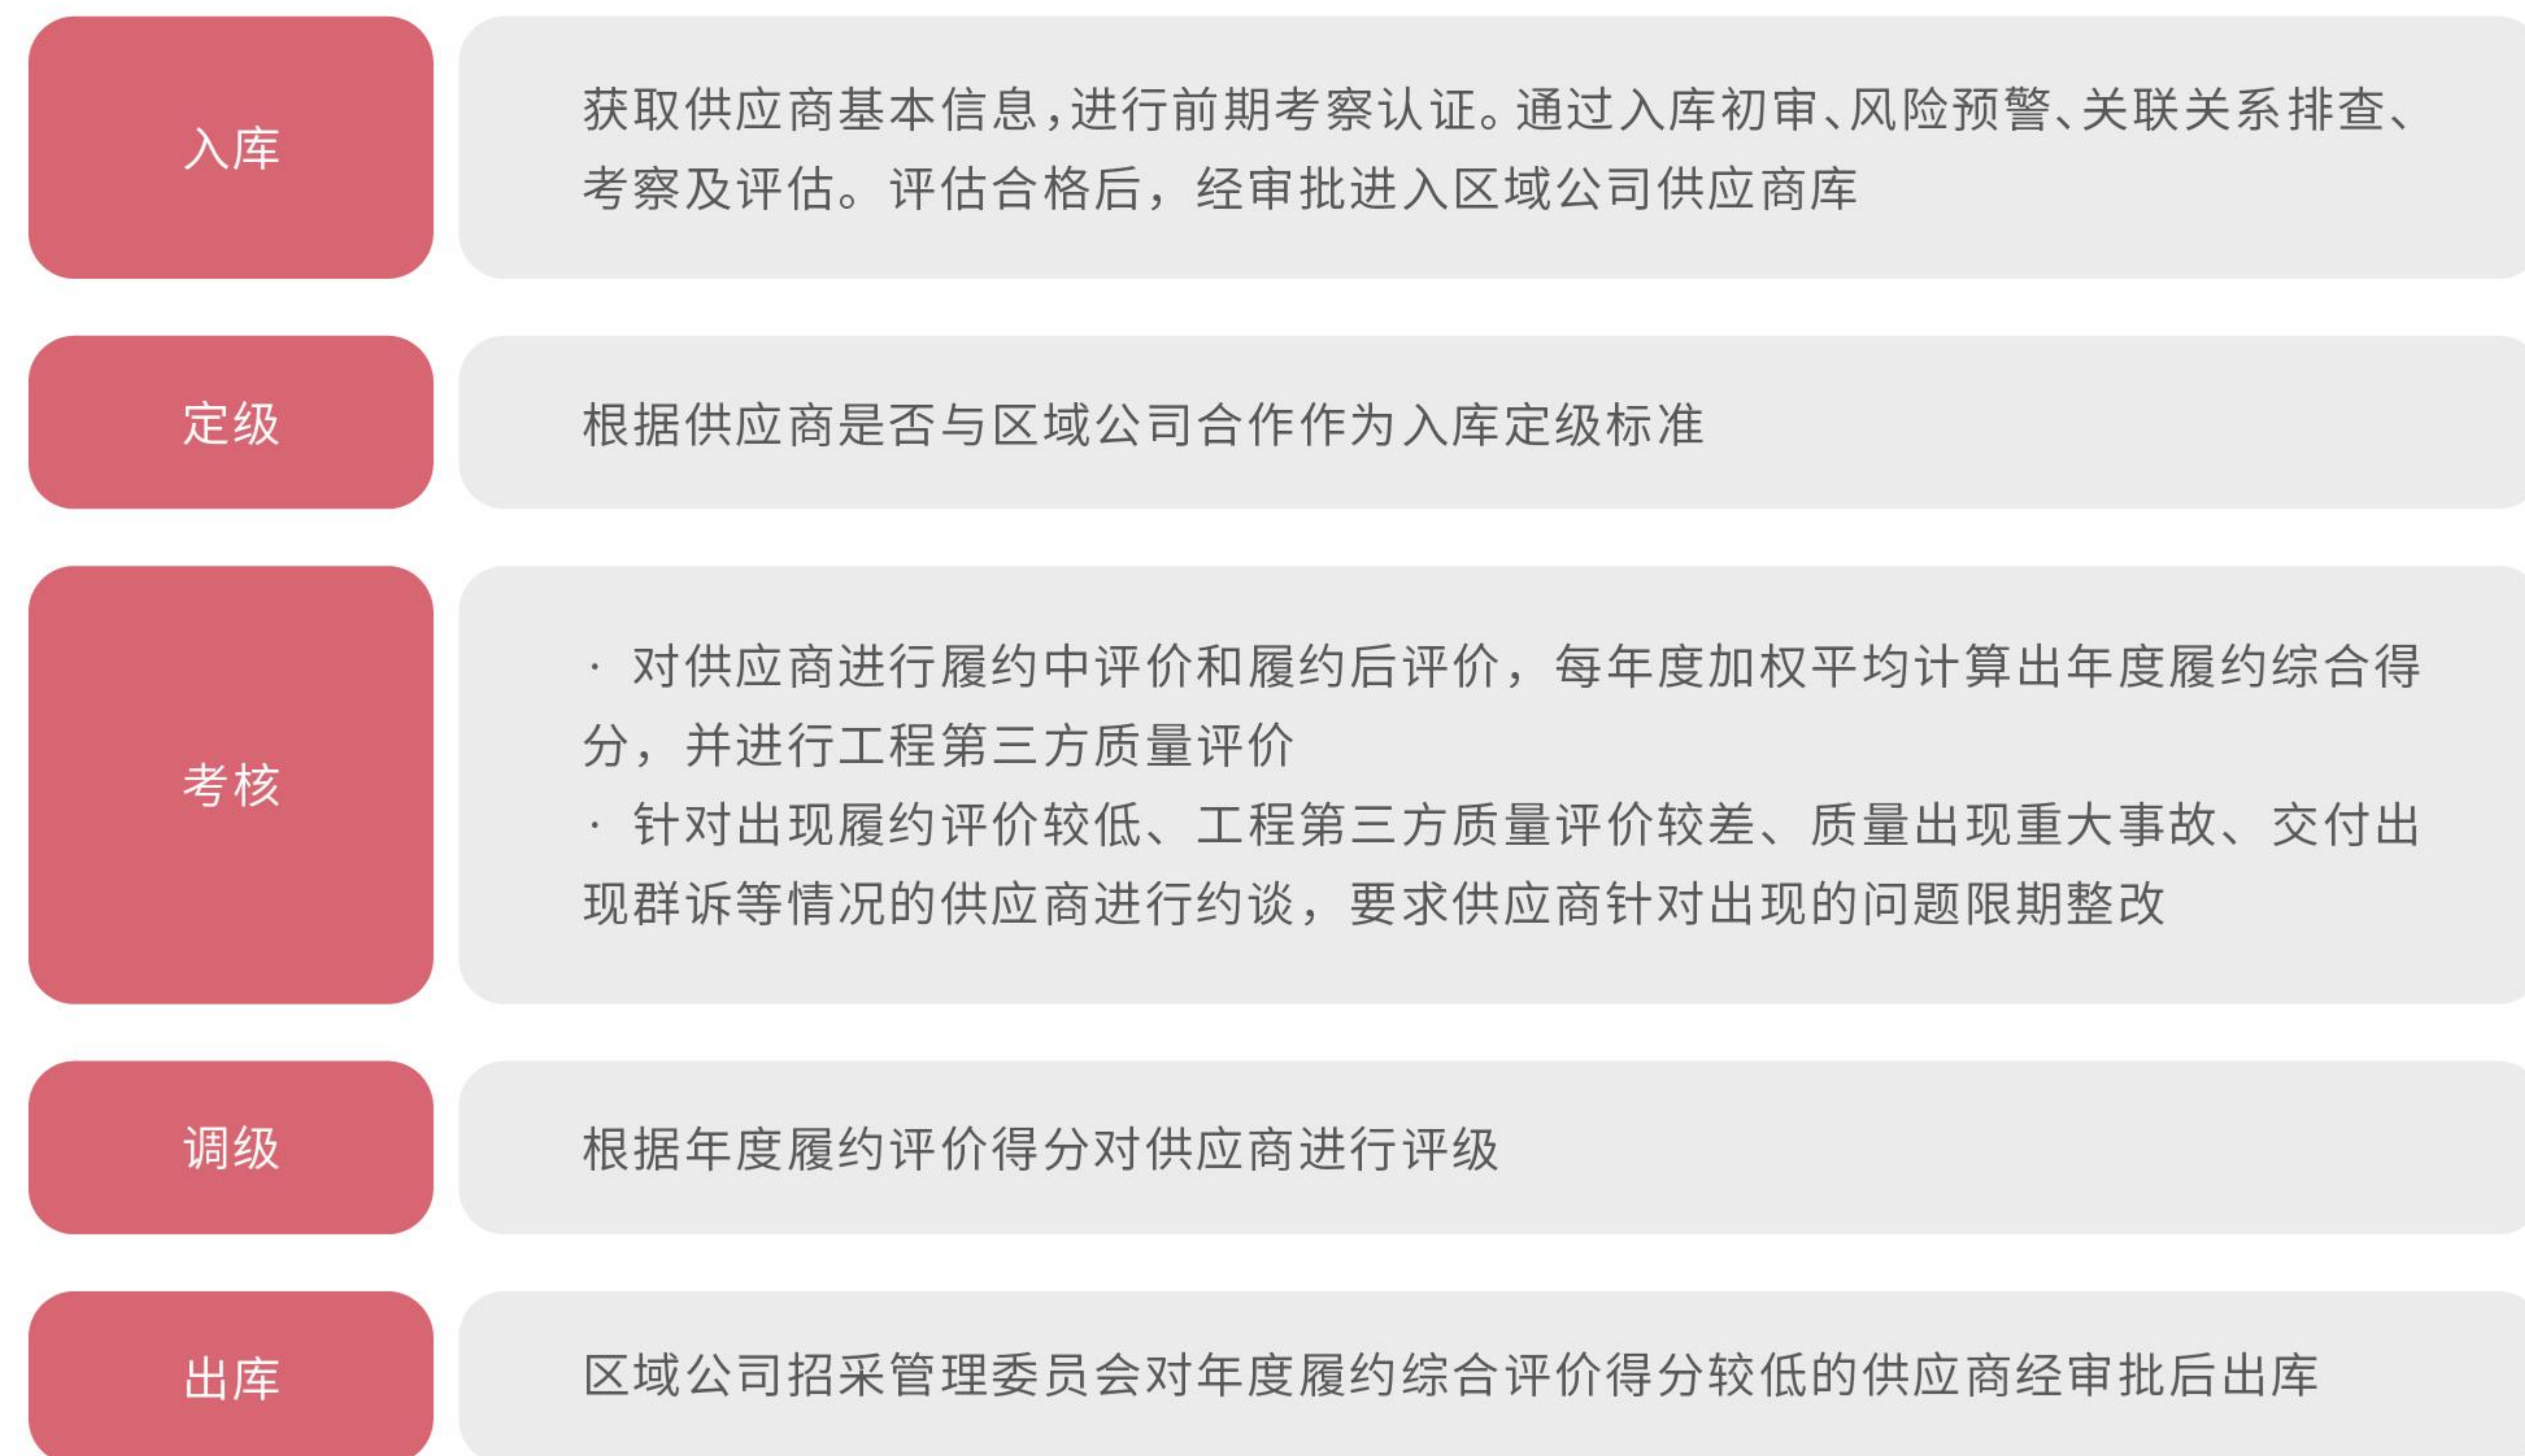 入库
获取供应商基本信息，进行前期考察认证。通过入库初审、风险预警、关联关系排查、
考察及评估。评估合格后，经审批进入区域公司供应商库
定级
根据供应商是否与区域公司合作作为入库定级标准
考核
· 对供应商进行履约中评价和履约后评价，每年度加权平均计算出年度履约综合得
分，并进行工程第三方质量评价
· 针对出现履约评价较低、工程第三方质量评价较差、质量出现重大事故、交付出
现群诉等情况的供应商进行约谈，要求供应商针对出现的问题限期整改
调级
根据年度履约评价得分对供应商进行评级
出库
区域公司招采管理委员会对年度履约综合评价得分较低的供应商经审批后出库